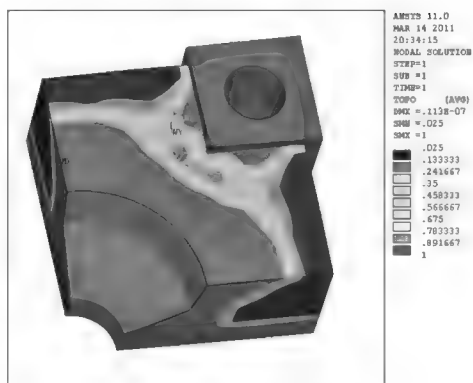 ANSYS 11.0
MAR 14 2011
20:34:15
NODAL SOLUTION
STEP=1
SUB =1
TIME=1
TOPO (AVG)
DMX =.113E-07
SMN =.025
SMX =1
.025
.133333
.241667
.35
.458333
.566667
.675
.783333
.891667
1